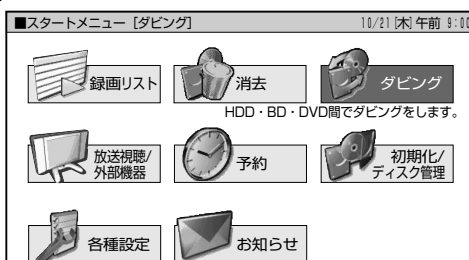 ■スタートメニュー [ダビング] 10/21[木]午前 9:00
録画リスト 消去 ダビング
HDD・BD・DVD間でダビングをします。
放送視聴/ 外部機器 予約 初期化/ ディスク管理
各種設定 お知らせ